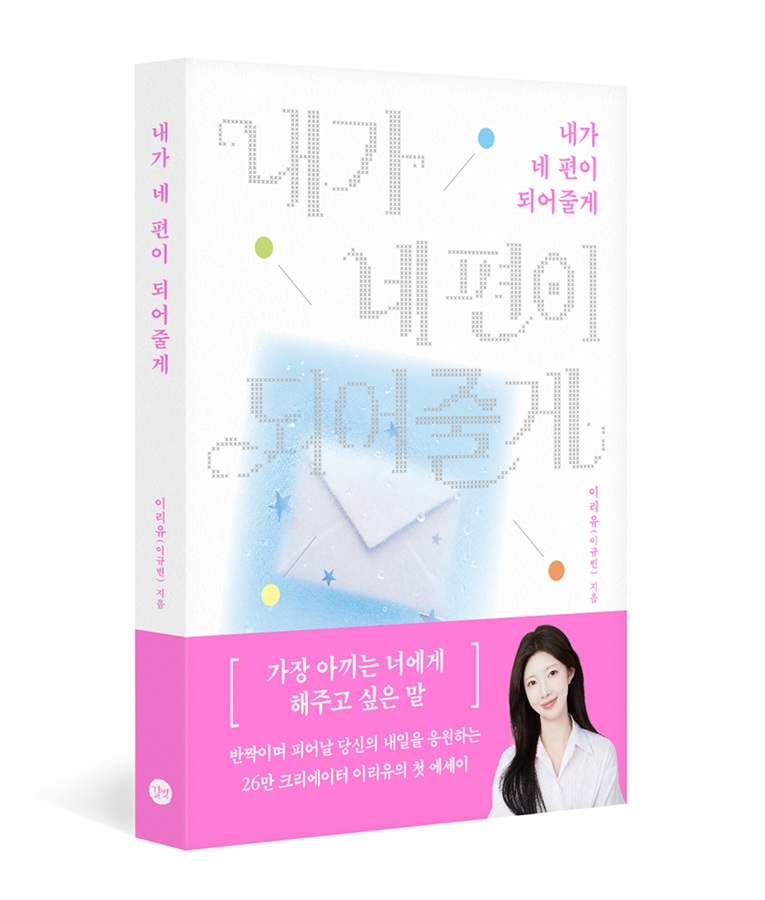 내가 네 편이 되어줄게
이리유(이규빈) 지음
길벗
내가
네 편이
되어줄게
내가
네 편이
되어줄게
이리유(이규빈) 지음
가장 아끼는 너에게
해주고 싶은 말
반짝이며 피어날 당신의 내일을 응원하는
26만 크리에이터 이리유의 첫 에세이